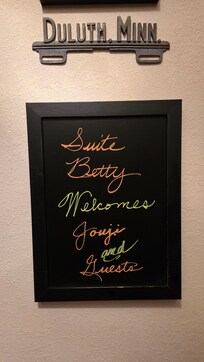 DULUTH, MINN.
Suite
Betty
Welcomes
Jouji
and
Guests